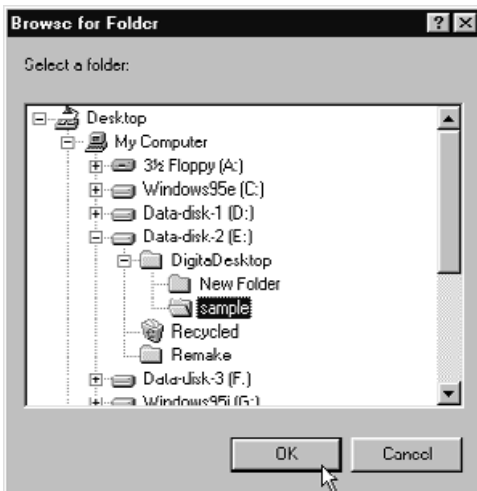 Browse for Folder
Select a folder:
Desktop
My Computer
3½ Floppy (A:)
Windows95e (C:)
Data-disk-1 (D:)
Data-disk-2 (E:)
DigitaDesktop
New Folder
sample
Recycled
Remake
Data-disk-3 (F:)
Windows95i (G:)
OK Cancel